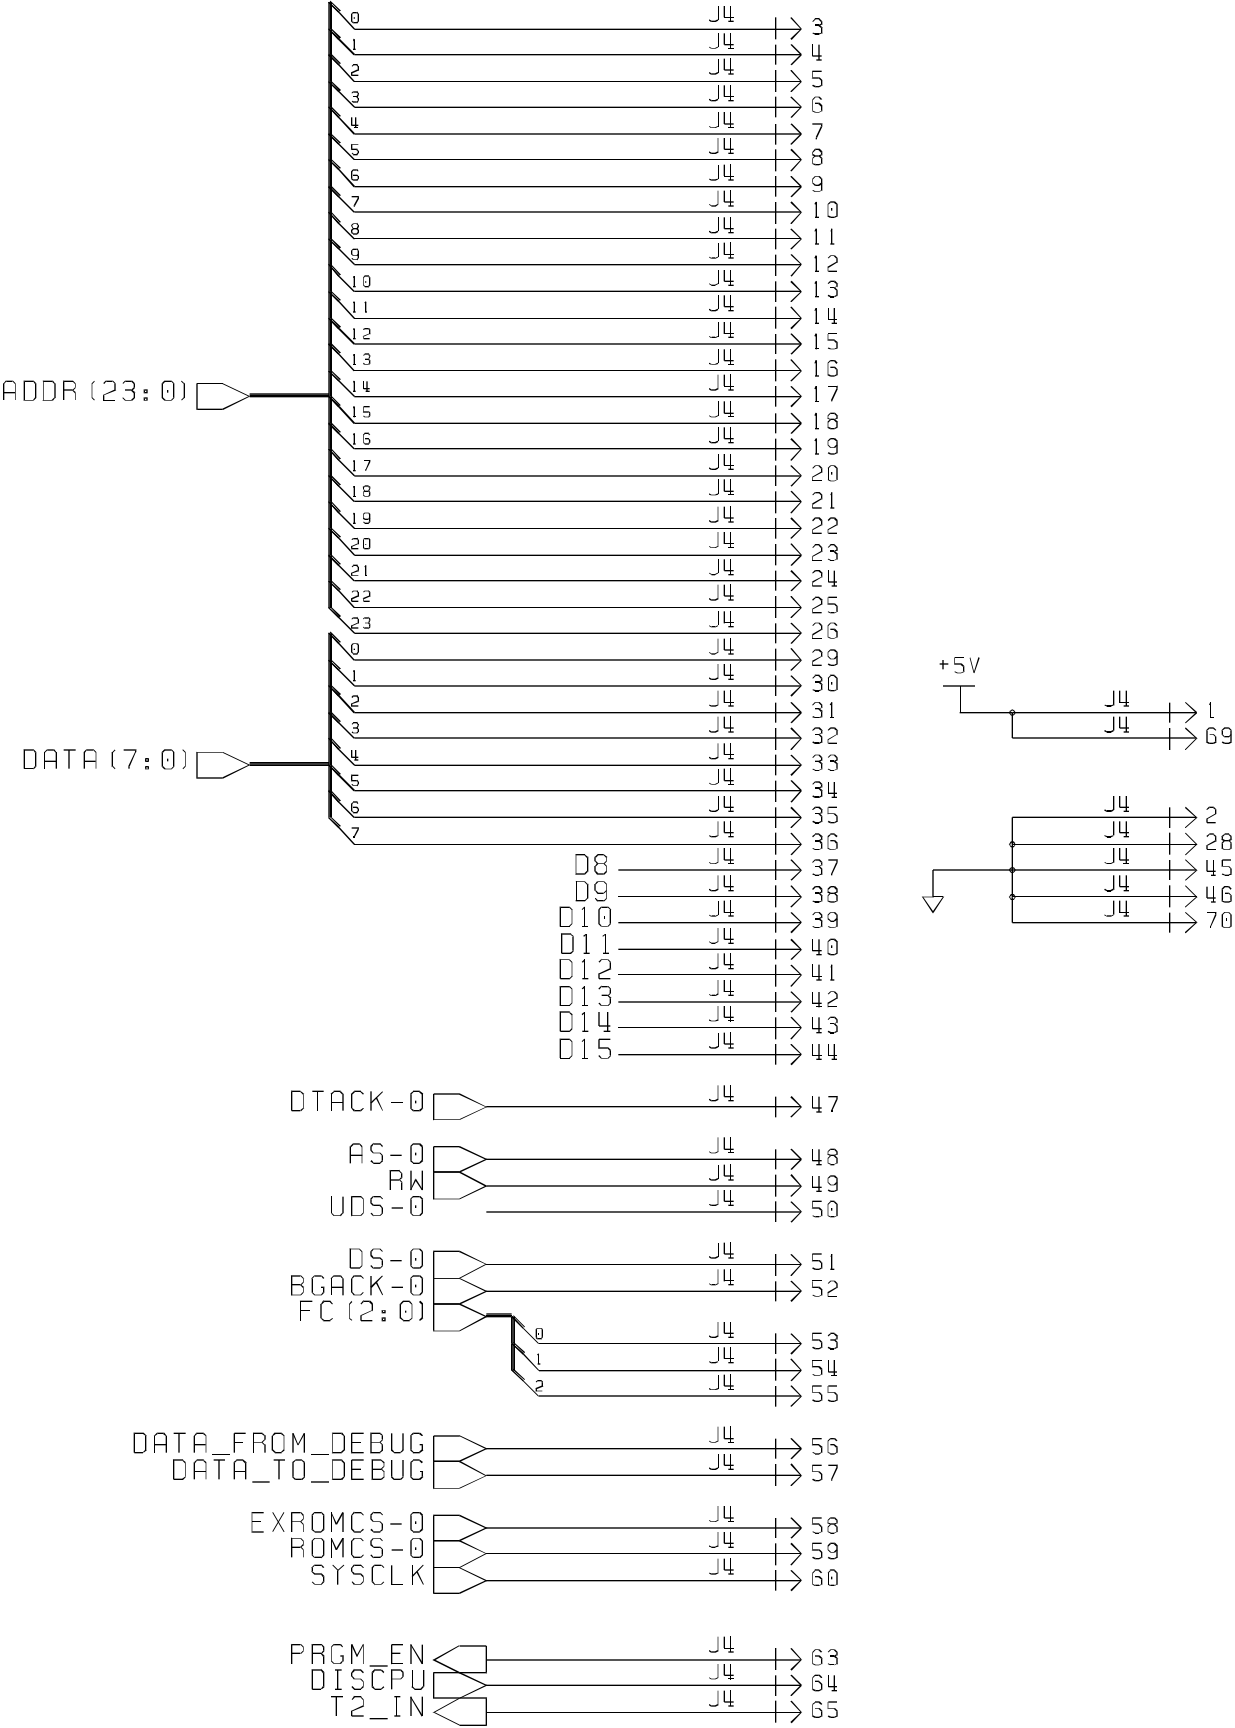 0 J4 3
1 J4 4
2 J4 5
3 J4 6
4 J4 7
5 J4 8
6 J4 9
7 J4 10
8 J4 11
9 J4 12
10 J4 13
11 J4 14
12 J4 15
13 J4 16
ADDR(23:0) 14 J4 17
15 J4 18
16 J4 19
17 J4 20
18 J4 21
19 J4 22
20 J4 23
21 J4 24
22 J4 25
23 J4 26
0 J4 29
1 J4 30
2 J4 31
3 J4 32
DATA(7:0) 4 J4 33
5 J4 34
6 J4 35
7 J4 36
D8 J4 37
D9 J4 38
D10 J4 39
D11 J4 40
D12 J4 41
D13 J4 42
D14 J4 43
D15 J4 44
DTACK-0 J4 47
AS-0 J4 48
RW J4 49
UDS-0 J4 50
DS-0 J4 51
BGACK-0 J4 52
FC(2:0)
0 J4 53
1 J4 54
2 J4 55
DATA_FROM_DEBUG J4 56
DATA_TO_DEBUG J4 57
EXROMCS-0 J4 58
ROMCS-0 J4 59
SYSCLK J4 60
PRGM_EN J4 63
DISCPU J4 64
T2_IN J4 65
+5V
J4 1
J4 69
J4 2
J4 28
J4 45
J4 46
J4 70